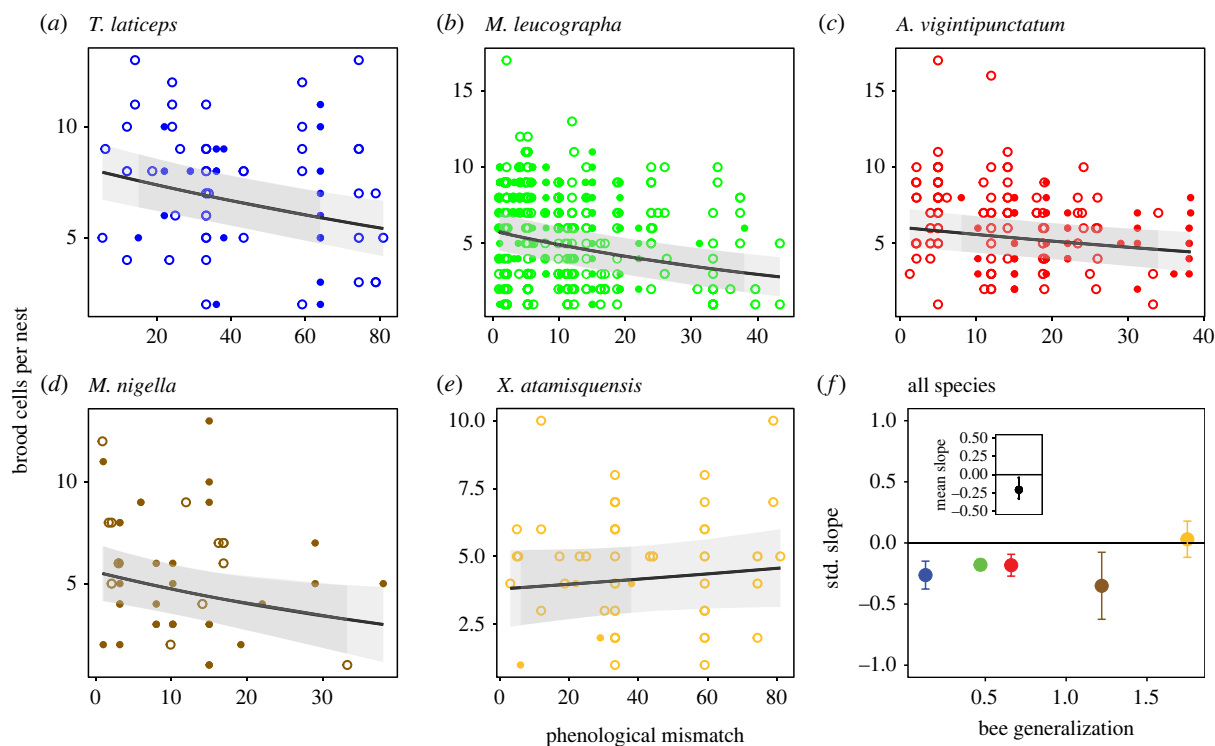 (a) T. laticeps
(b) M. leucographa
(c) A. vigintipunctatum
10
5
20 40 60 80
15
10
5
0 10 20 30 40
15
10
5
0 10 20 30 40
brood cells per nest
(d) M. nigella
(e) X. atamisquensis
(f) all species
10
5
0 10 20 30
10.0
7.5
5.0
2.5
0 20 40 60 80
phenological mismatch
std. slope
1.0
0.5
0.0
−0.5
−1.0
mean slope
0.50
0.25
0.00
−0.25
−0.50
0.5 1.0 1.5
bee generalization